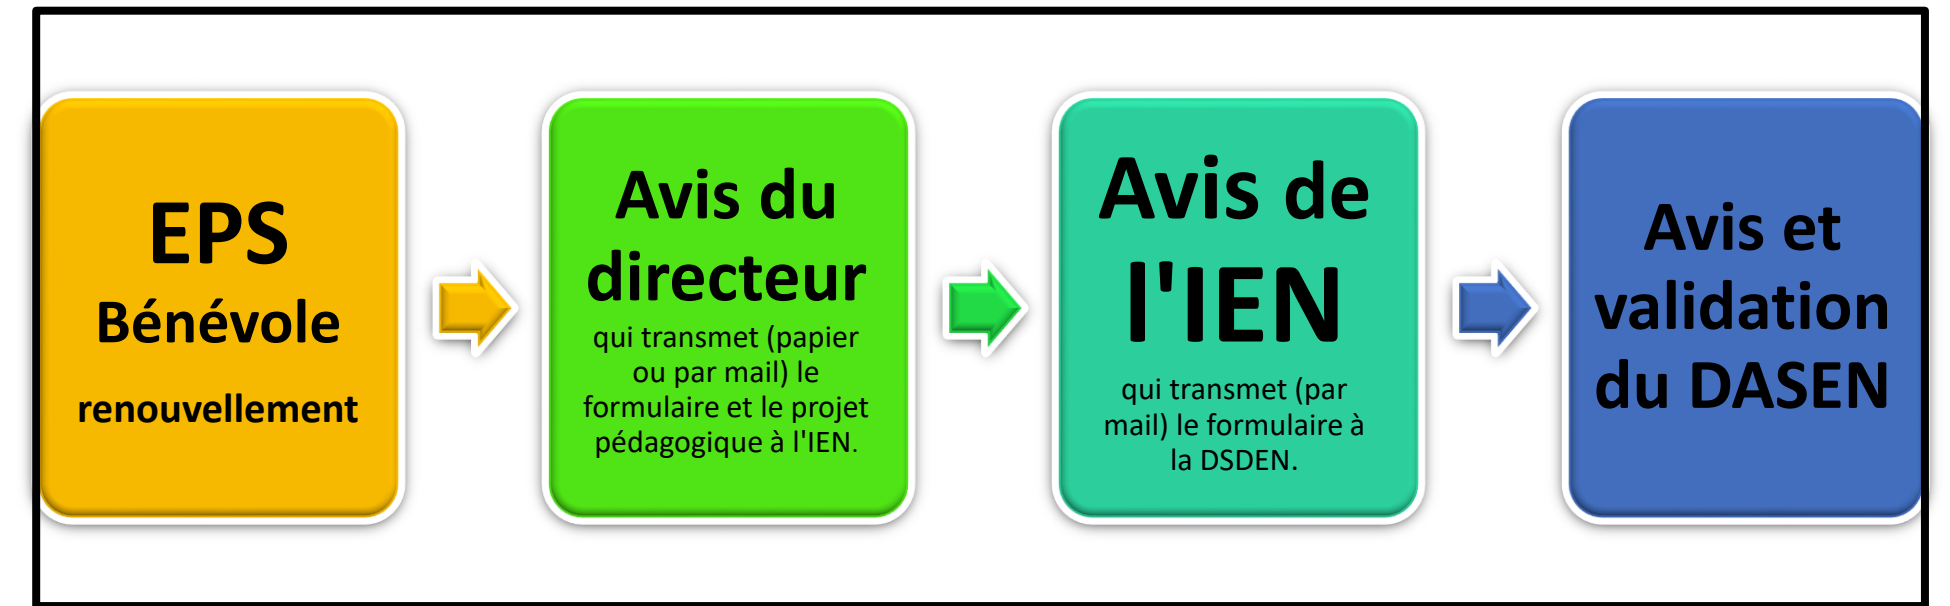 EPS
Bénévole
renouvellement
Avis du
directeur
qui transmet (papier
ou par mail) le
formulaire et le projet
pédagogique à l'IEN.
Avis de
l'IEN
qui transmet (par
mail) le formulaire à
la DSDEN.
Avis et
validation
du DASEN